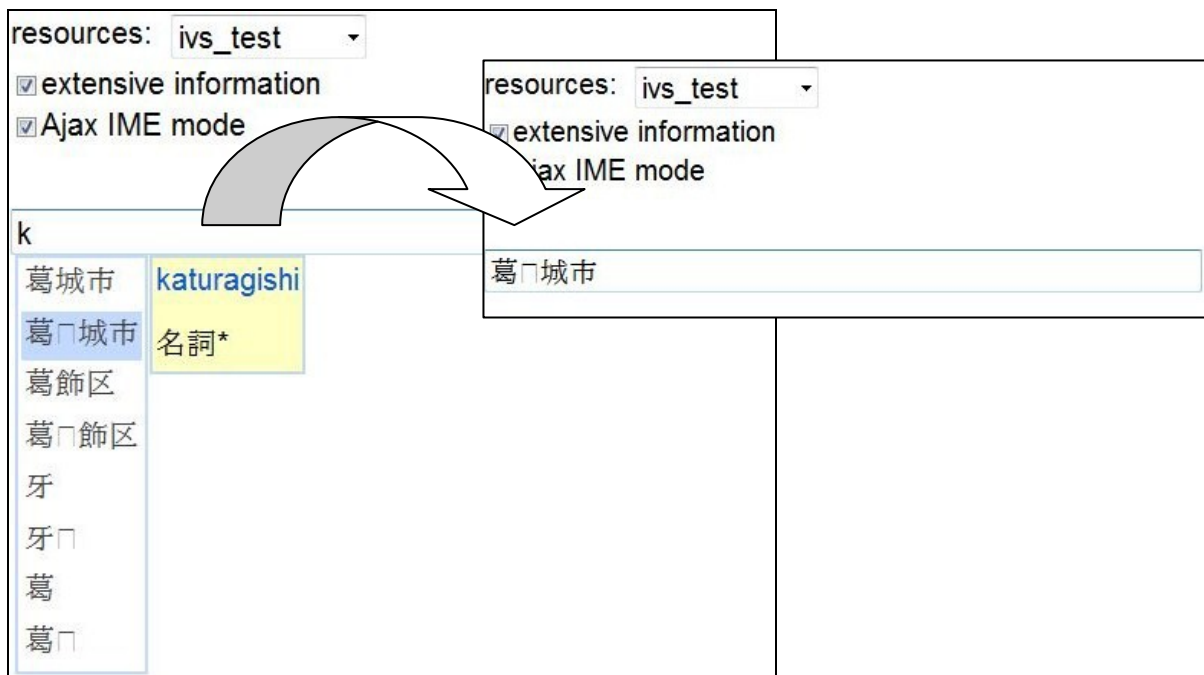 resources: ivs_test
extensive information
Ajax IME mode
k
葛城市
葛□城市
葛飾区
葛□飾区
牙
牙□
葛
葛□
katuragishi
名詞*
resources: ivs_test
extensive information
jax IME mode
葛□城市